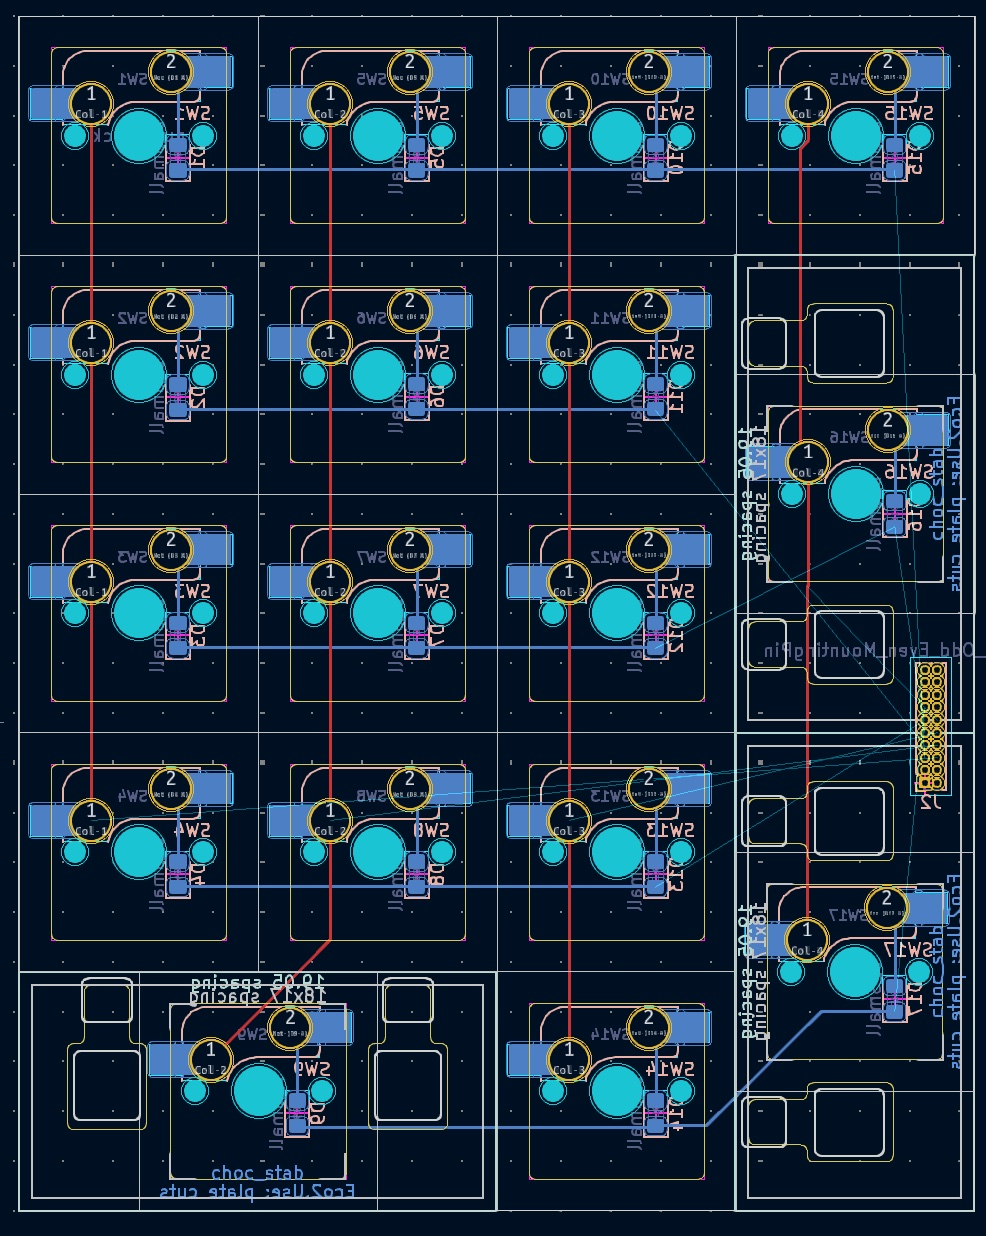 2
SW1
1
Col-1
SW1
D1
small
2
SW5
1
Col-2
SW5
D5
small
2
SW10
1
Col-3
SW10
D10
small
2
SW15
1
Col-4
SW15
D15
small
2
SW2
1
Col-1
SW2
D2
small
2
SW6
1
Col-2
SW6
D6
small
2
SW11
1
Col-3
SW11
D11
small
2
SW16
1
Col-4
SW16
D16
small
19.05 spacing
18x17 spacing
data_cohc
Eco2.Use: plate cuts
2
SW3
1
Col-1
SW3
D3
small
2
SW7
1
Col-2
SW7
D7
small
2
SW12
1
Col-3
SW12
D12
small
_Odd_Even_MountingPin
J2
2
SW4
1
Col-1
SW4
D4
small
2
SW8
1
Col-2
SW8
D8
small
2
SW13
1
Col-3
SW13
D13
small
2
SW17
1
Col-4
SW17
D17
small
19.05 spacing
18x17 spacing
data_cohc
Eco2.Use: plate cuts
19.05 spacing
18x17 spacing
2
SW9
1
Col-2
SW9
D9
small
data_cohc
Eco2.Use: plate cuts
2
SW14
1
Col-3
SW14
D14
small